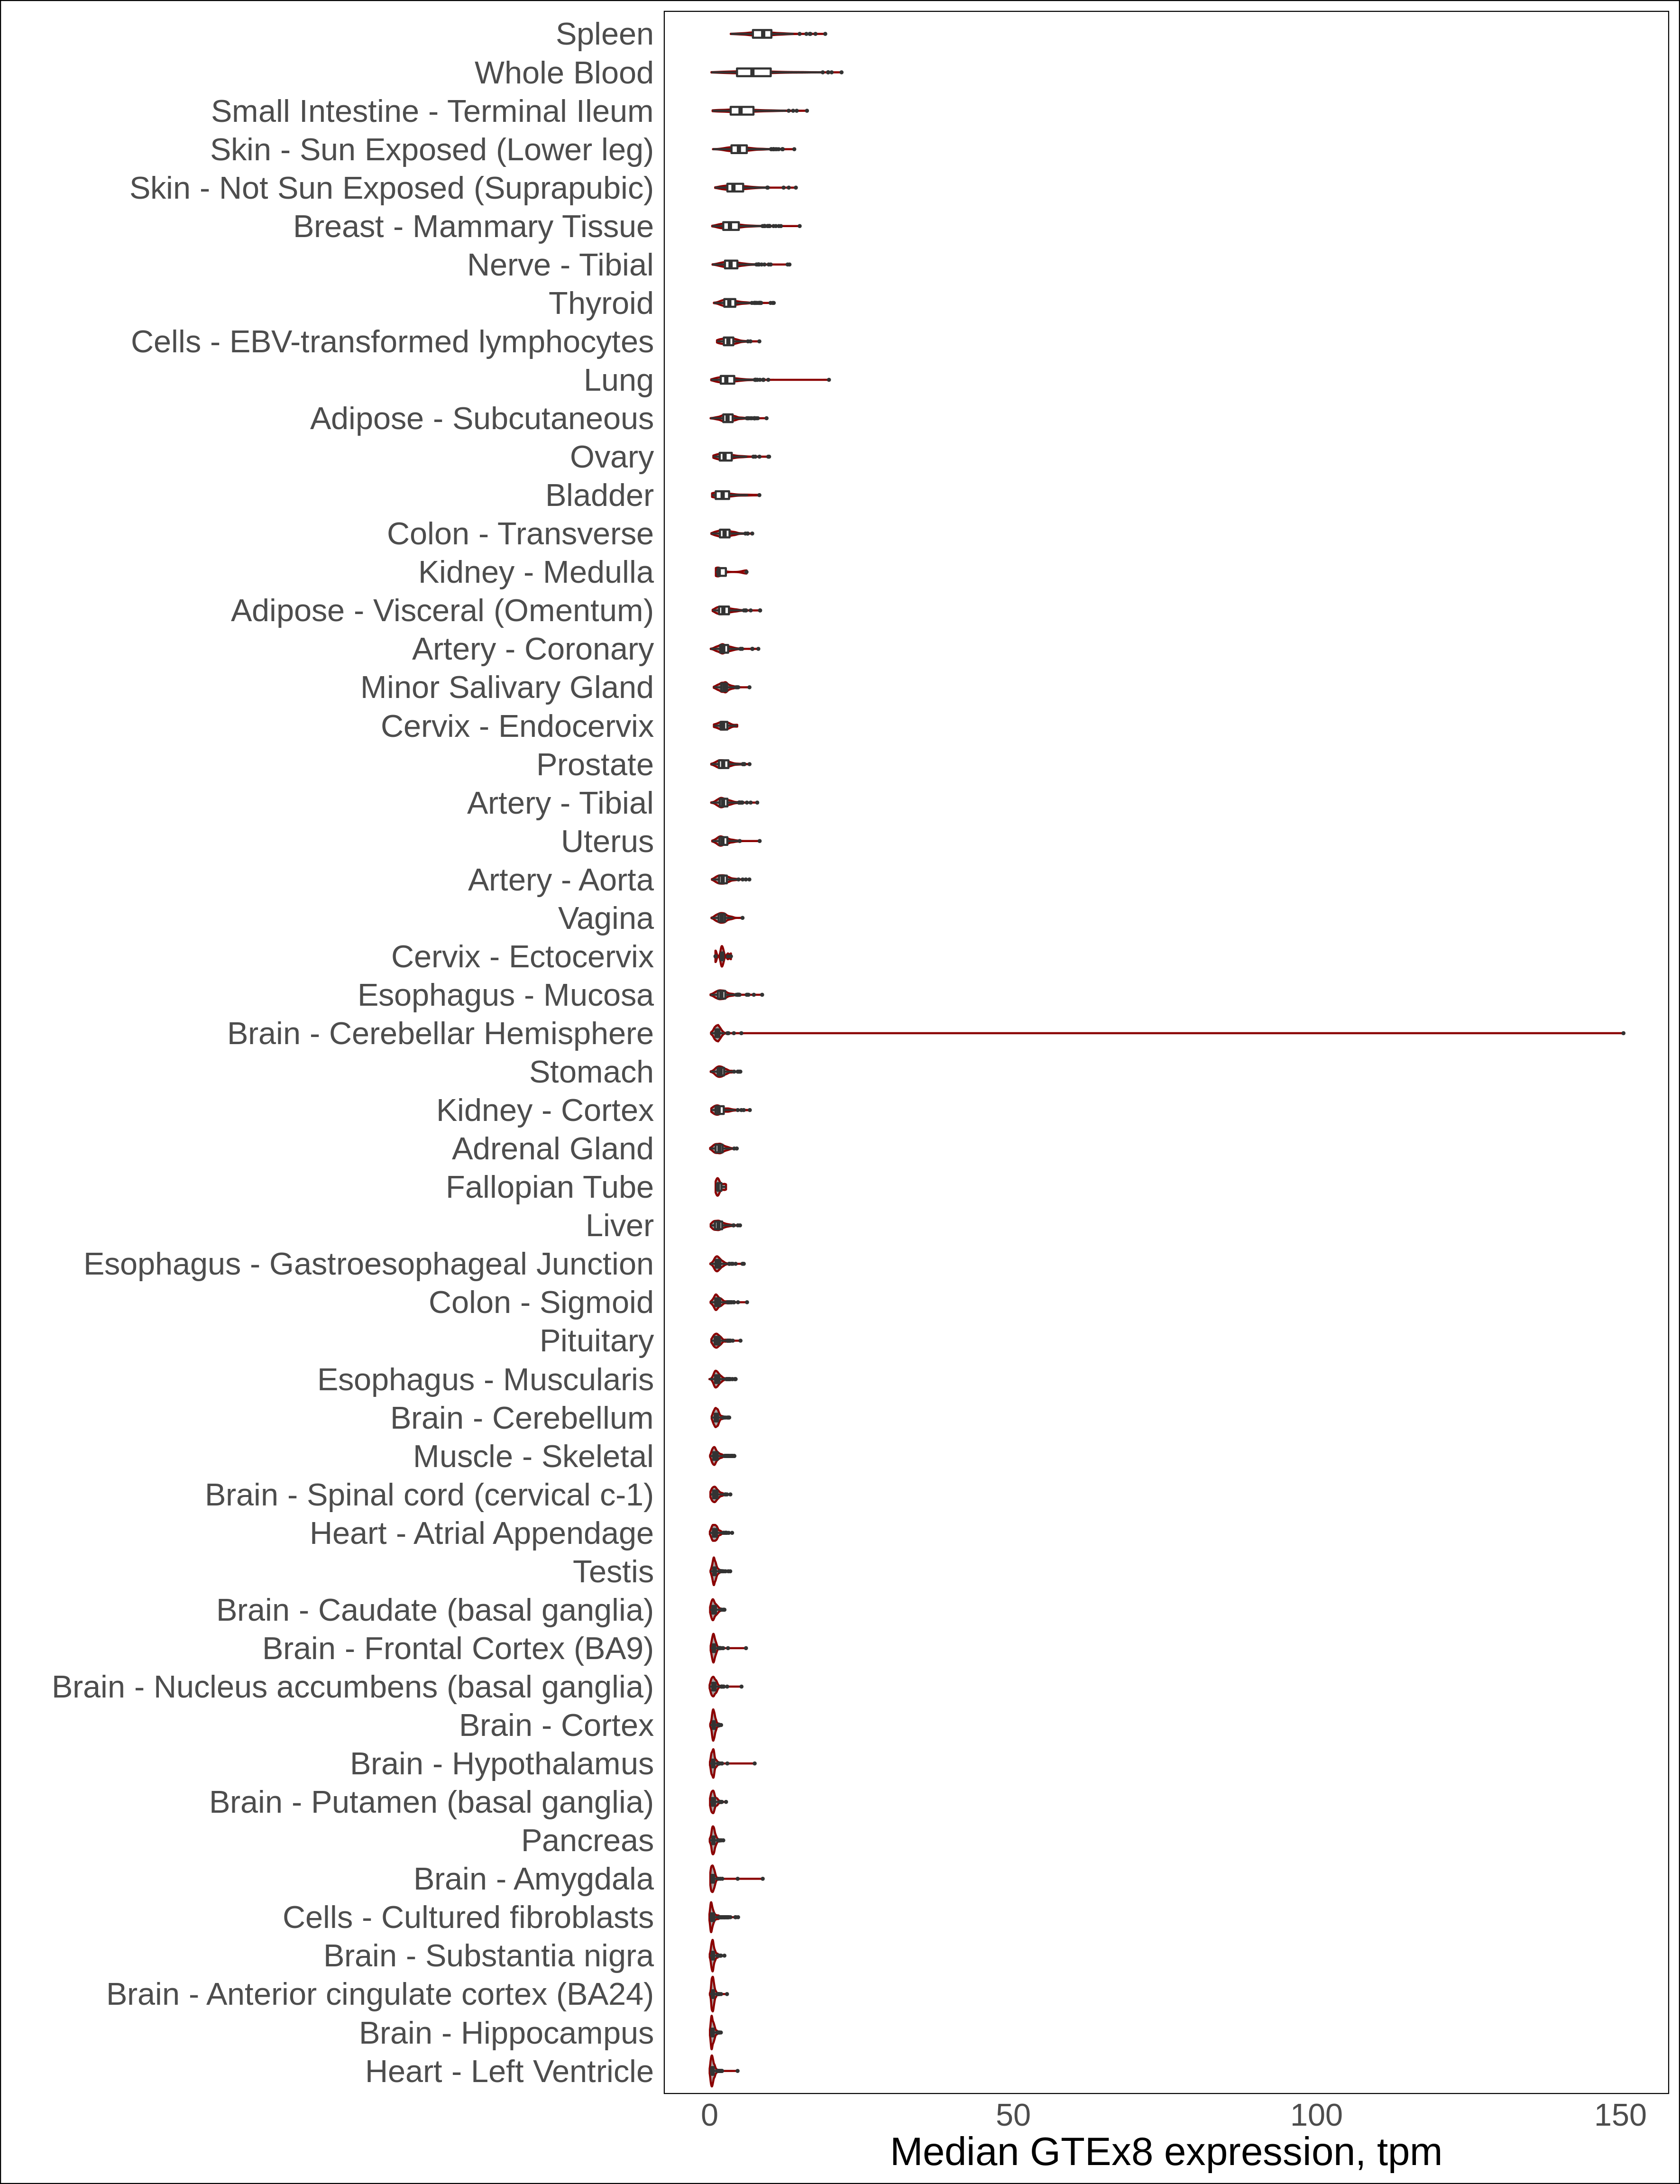 Spleen
Whole Blood
Small Intestine - Terminal Ileum
Skin - Sun Exposed (Lower leg)
Skin - Not Sun Exposed (Suprapubic)
Breast - Mammary Tissue
Nerve - Tibial
Thyroid
Cells - EBV-transformed lymphocytes
Lung
Adipose - Subcutaneous
Ovary
Bladder
Colon - Transverse
Kidney - Medulla
Adipose - Visceral (Omentum)
Artery - Coronary
Minor Salivary Gland
Cervix - Endocervix
Prostate
Artery - Tibial
Uterus
Artery - Aorta
Vagina
Cervix - Ectocervix
Esophagus - Mucosa
Brain - Cerebellar Hemisphere
Stomach
Kidney - Cortex
Adrenal Gland
Fallopian Tube
Liver
Esophagus - Gastroesophageal Junction
Colon - Sigmoid
Pituitary
Esophagus - Muscularis
Brain - Cerebellum
Muscle - Skeletal
Brain - Spinal cord (cervical c-1)
Heart - Atrial Appendage
Testis
Brain - Caudate (basal ganglia)
Brain - Frontal Cortex (BA9)
Brain - Nucleus accumbens (basal ganglia)
Brain - Cortex
Brain - Hypothalamus
Brain - Putamen (basal ganglia)
Pancreas
Brain - Amygdala
Cells - Cultured fibroblasts
Brain - Substantia nigra
Brain - Anterior cingulate cortex (BA24)
Brain - Hippocampus
Heart - Left Ventricle
0 50 100 150
Median GTEx8 expression, tpm